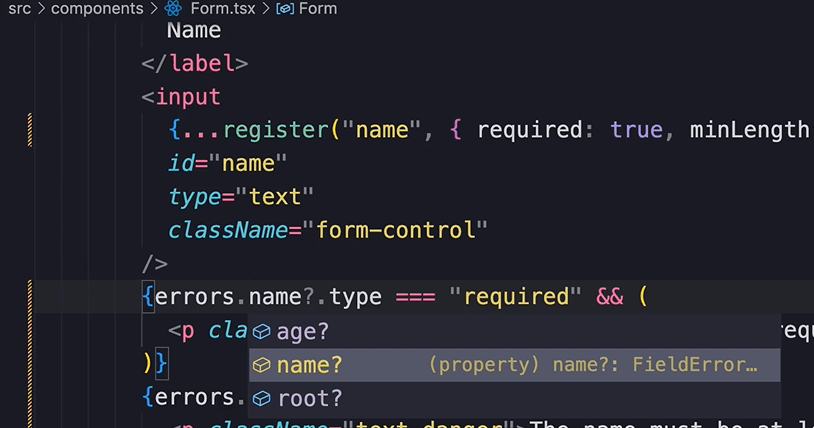 src > components > Form.tsx > Form
Name
</label>
<input
{...register("name", { required: true, minLength
id="name"
type="text"
className="form-control"
/>
{errors.name?.type === "required" && (
<p cla
age?
)}
name? (property) name?: FieldError…
{errors.
root?
<p className="text-danger">The name must be at le